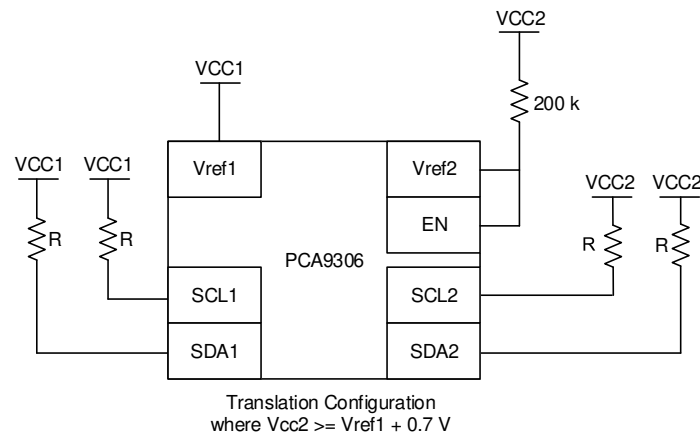 VCC2
VCC1
200 k
VCC1
VCC1
Vref1
Vref2
VCC2
VCC2
EN
R
R
R
R
PCA9306
SCL1
SCL2
SDA1
SDA2
Translation Configuration
where Vcc2 >= Vref1 + 0.7 V